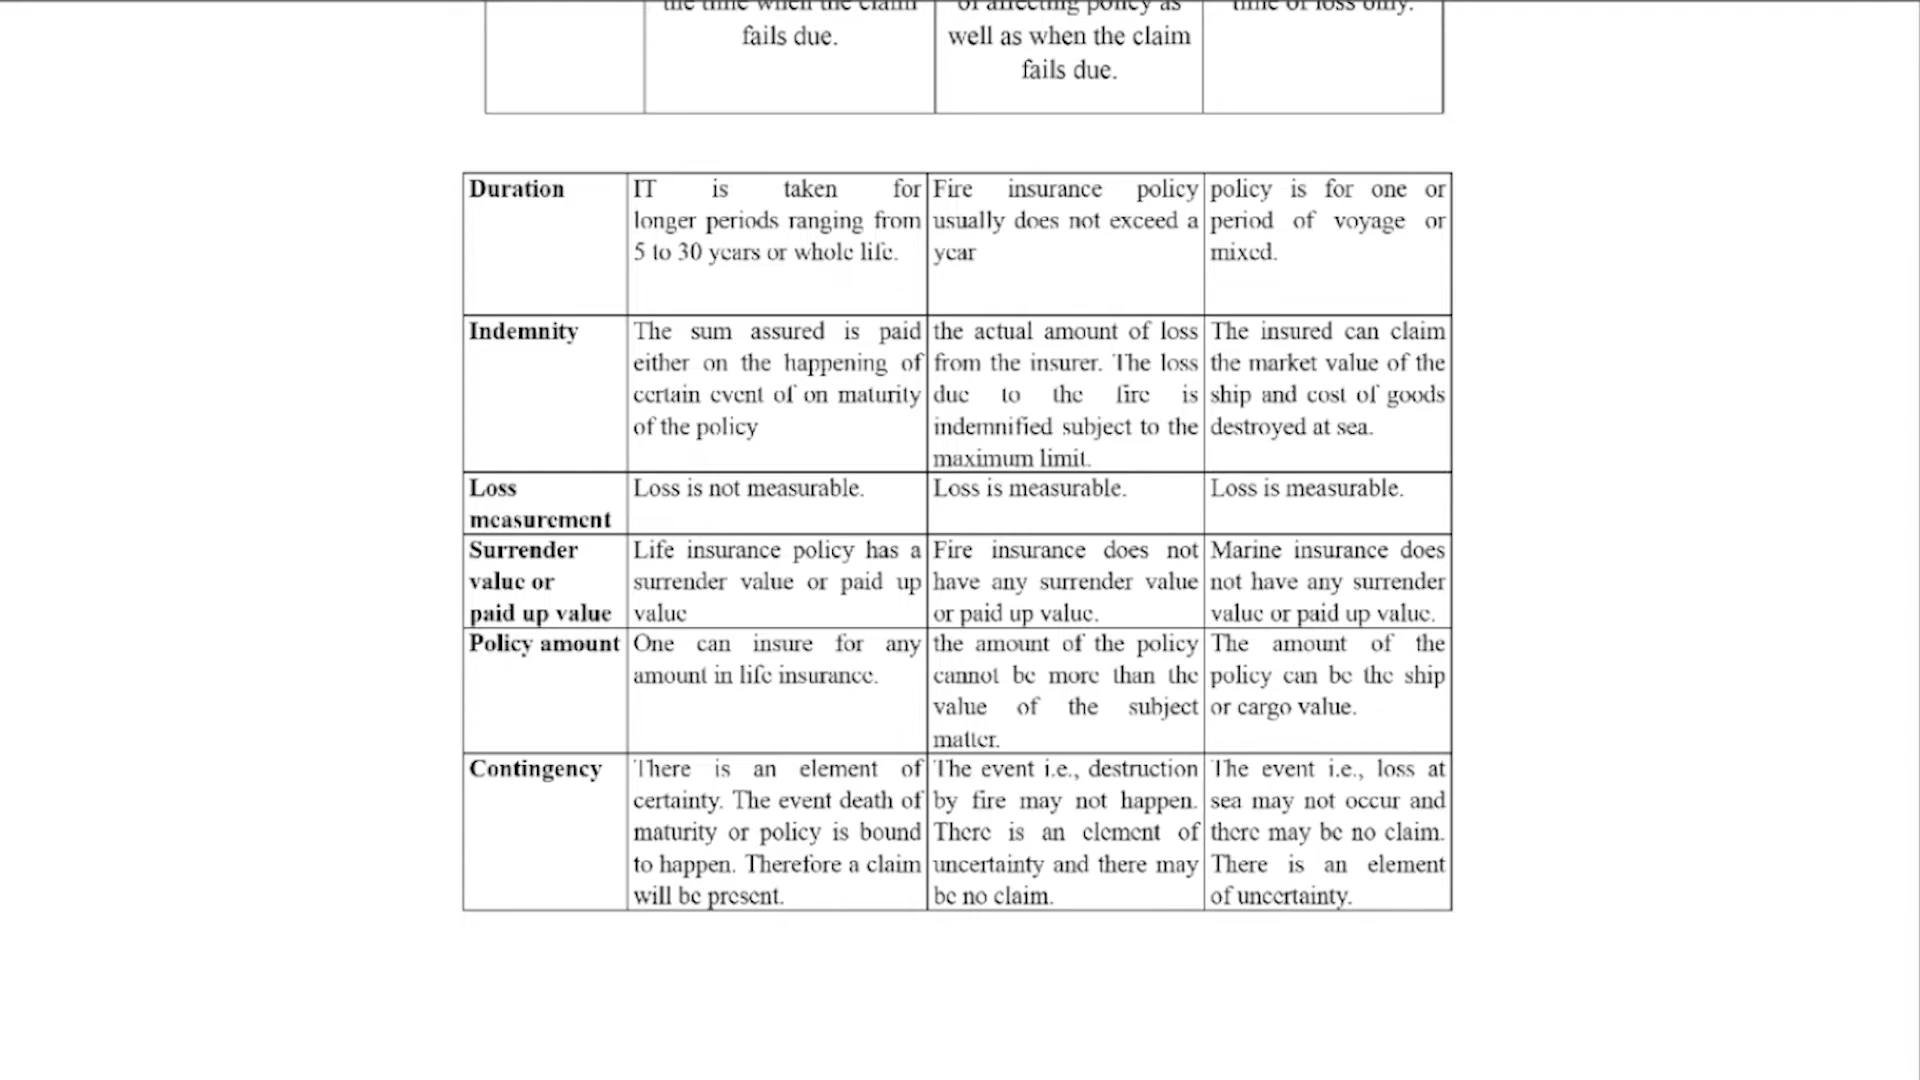 the time when the claim
fails due.
of affecting policy as
well as when the claim
fails due.
time of loss only.
Duration
IT is taken for
longer periods ranging from
5 to 30 years or whole life.
Fire insurance policy
usually does not exceed a
year
policy is for one or
period of voyage or
mixed.
Indemnity
The sum assured is paid
either on the happening of
certain event of on maturity
of the policy
the actual amount of loss
from the insurer. The loss
due to the fire is
indemnified subject to the
maximum limit.
The insured can claim
the market value of the
ship and cost of goods
destroyed at sea.
Loss
measurement
Loss is not measurable.
Loss is measurable.
Loss is measurable.
Surrender
value or
paid up value
Life insurance policy has a
surrender value or paid up
value
Fire insurance does not
have any surrender value
or paid up value.
Marine insurance does
not have any surrender
value or paid up value.
Policy amount
One can insure for any
amount in life insurance.
the amount of the policy
cannot be more than the
value of the subject
matter.
The amount of the
policy can be the ship
or cargo value.
Contingency
There is an element of
certainty. The event death of
maturity or policy is bound
to happen. Therefore a claim
will be present.
The event i.e., destruction
by fire may not happen.
There is an element of
uncertainty and there may
be no claim.
The event i.e., loss at
sea may not occur and
there may be no claim.
There is an element
of uncertainty.